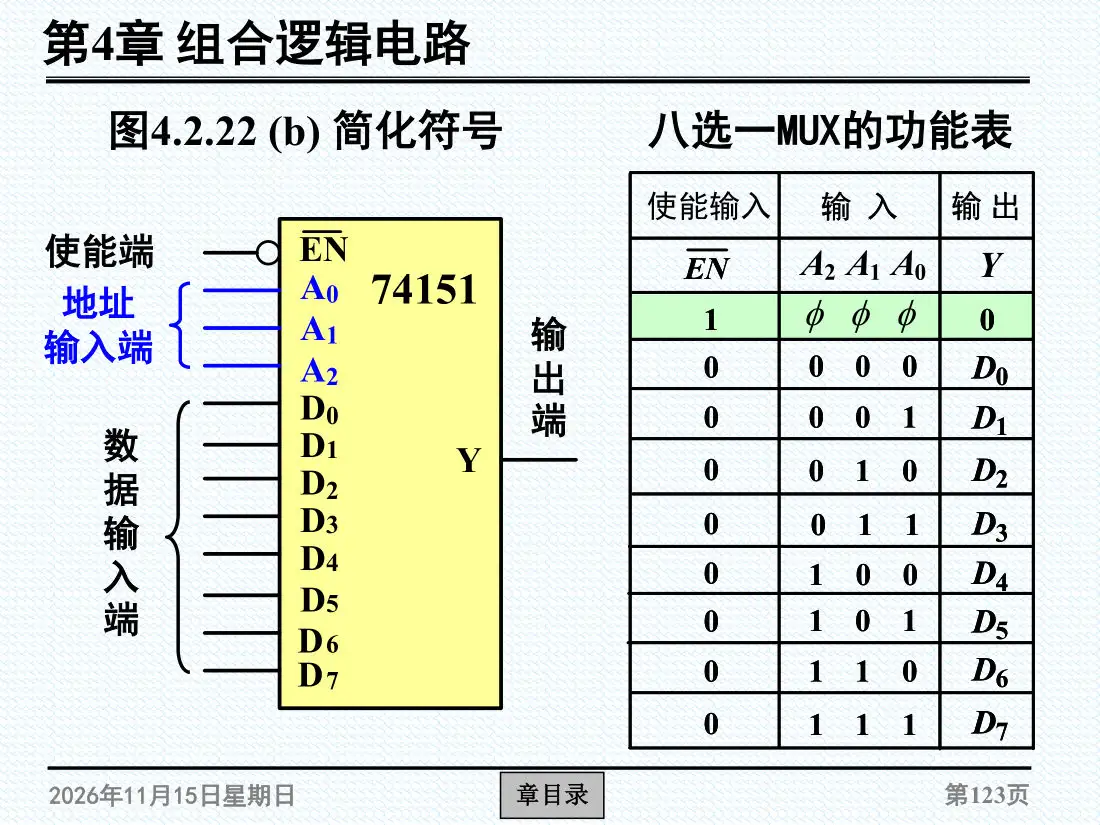 第4章 组合逻辑电路
图4.2.22 (b) 简化符号
使能端
地址
输入端
数据输入端
E̅N̅
A0
A1
A2
D0
D1
D2
D3
D4
D5
D6
D7
74151
Y
输出端
八选一MUX的功能表
使能输入 输 入 输 出
E̅N̅ A2 A1 A0 Y
1 ϕ ϕ ϕ 0
0 0 0 0 D0
0 0 0 1 D1
0 0 1 0 D2
0 0 1 1 D3
0 1 0 0 D4
0 1 0 1 D5
0 1 1 0 D6
0 1 1 1 D7
2026年11月15日星期日
章目录
第123页